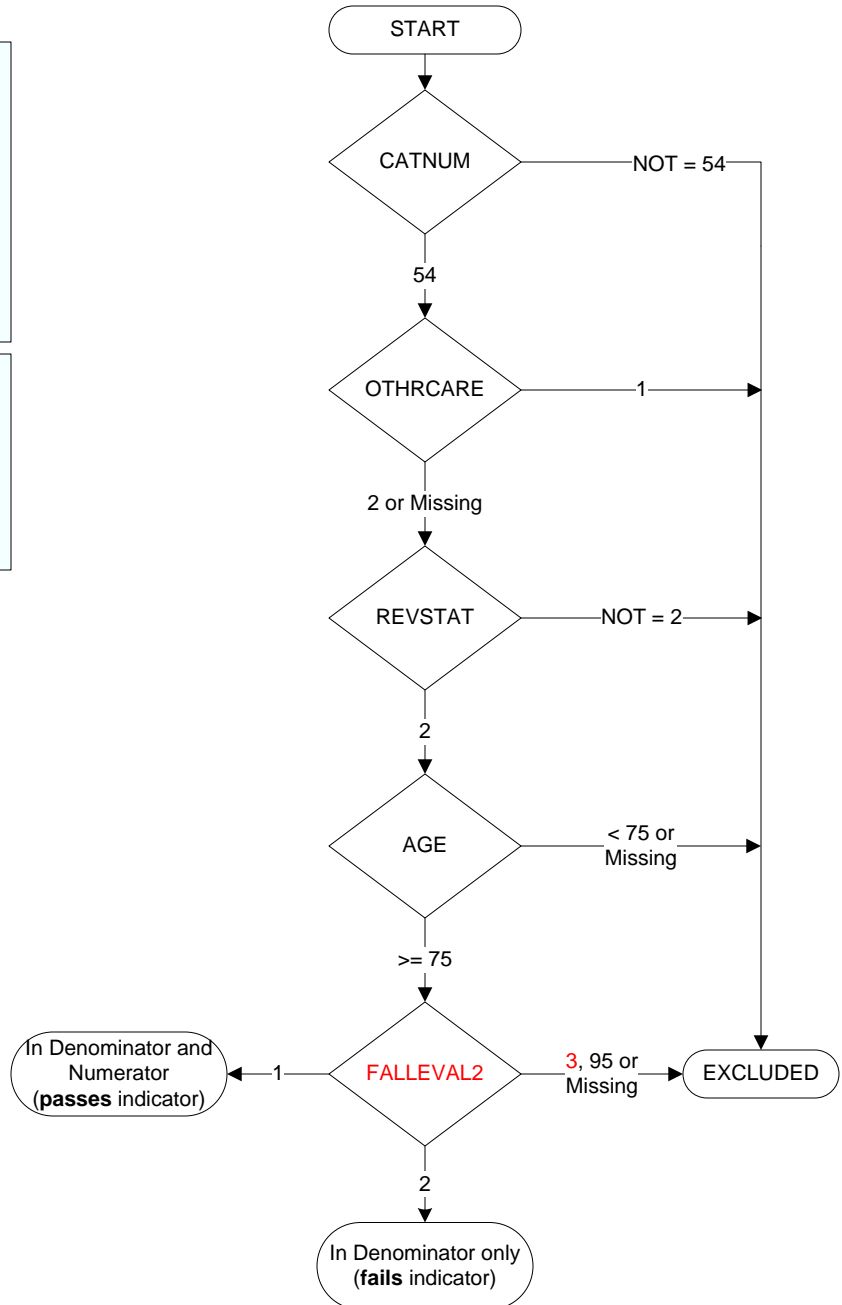 START
CATNUM
NOT = 54
54
OTHRCARE
1
2 or Missing
REVSTAT
NOT = 2
2
AGE
< 75 or
Missing
>= 75
In Denominator and
Numerator
(passes indicator)
1
FALLEVAL2
3, 95 or
Missing
EXCLUDED
2
In Denominator only
(fails indicator)